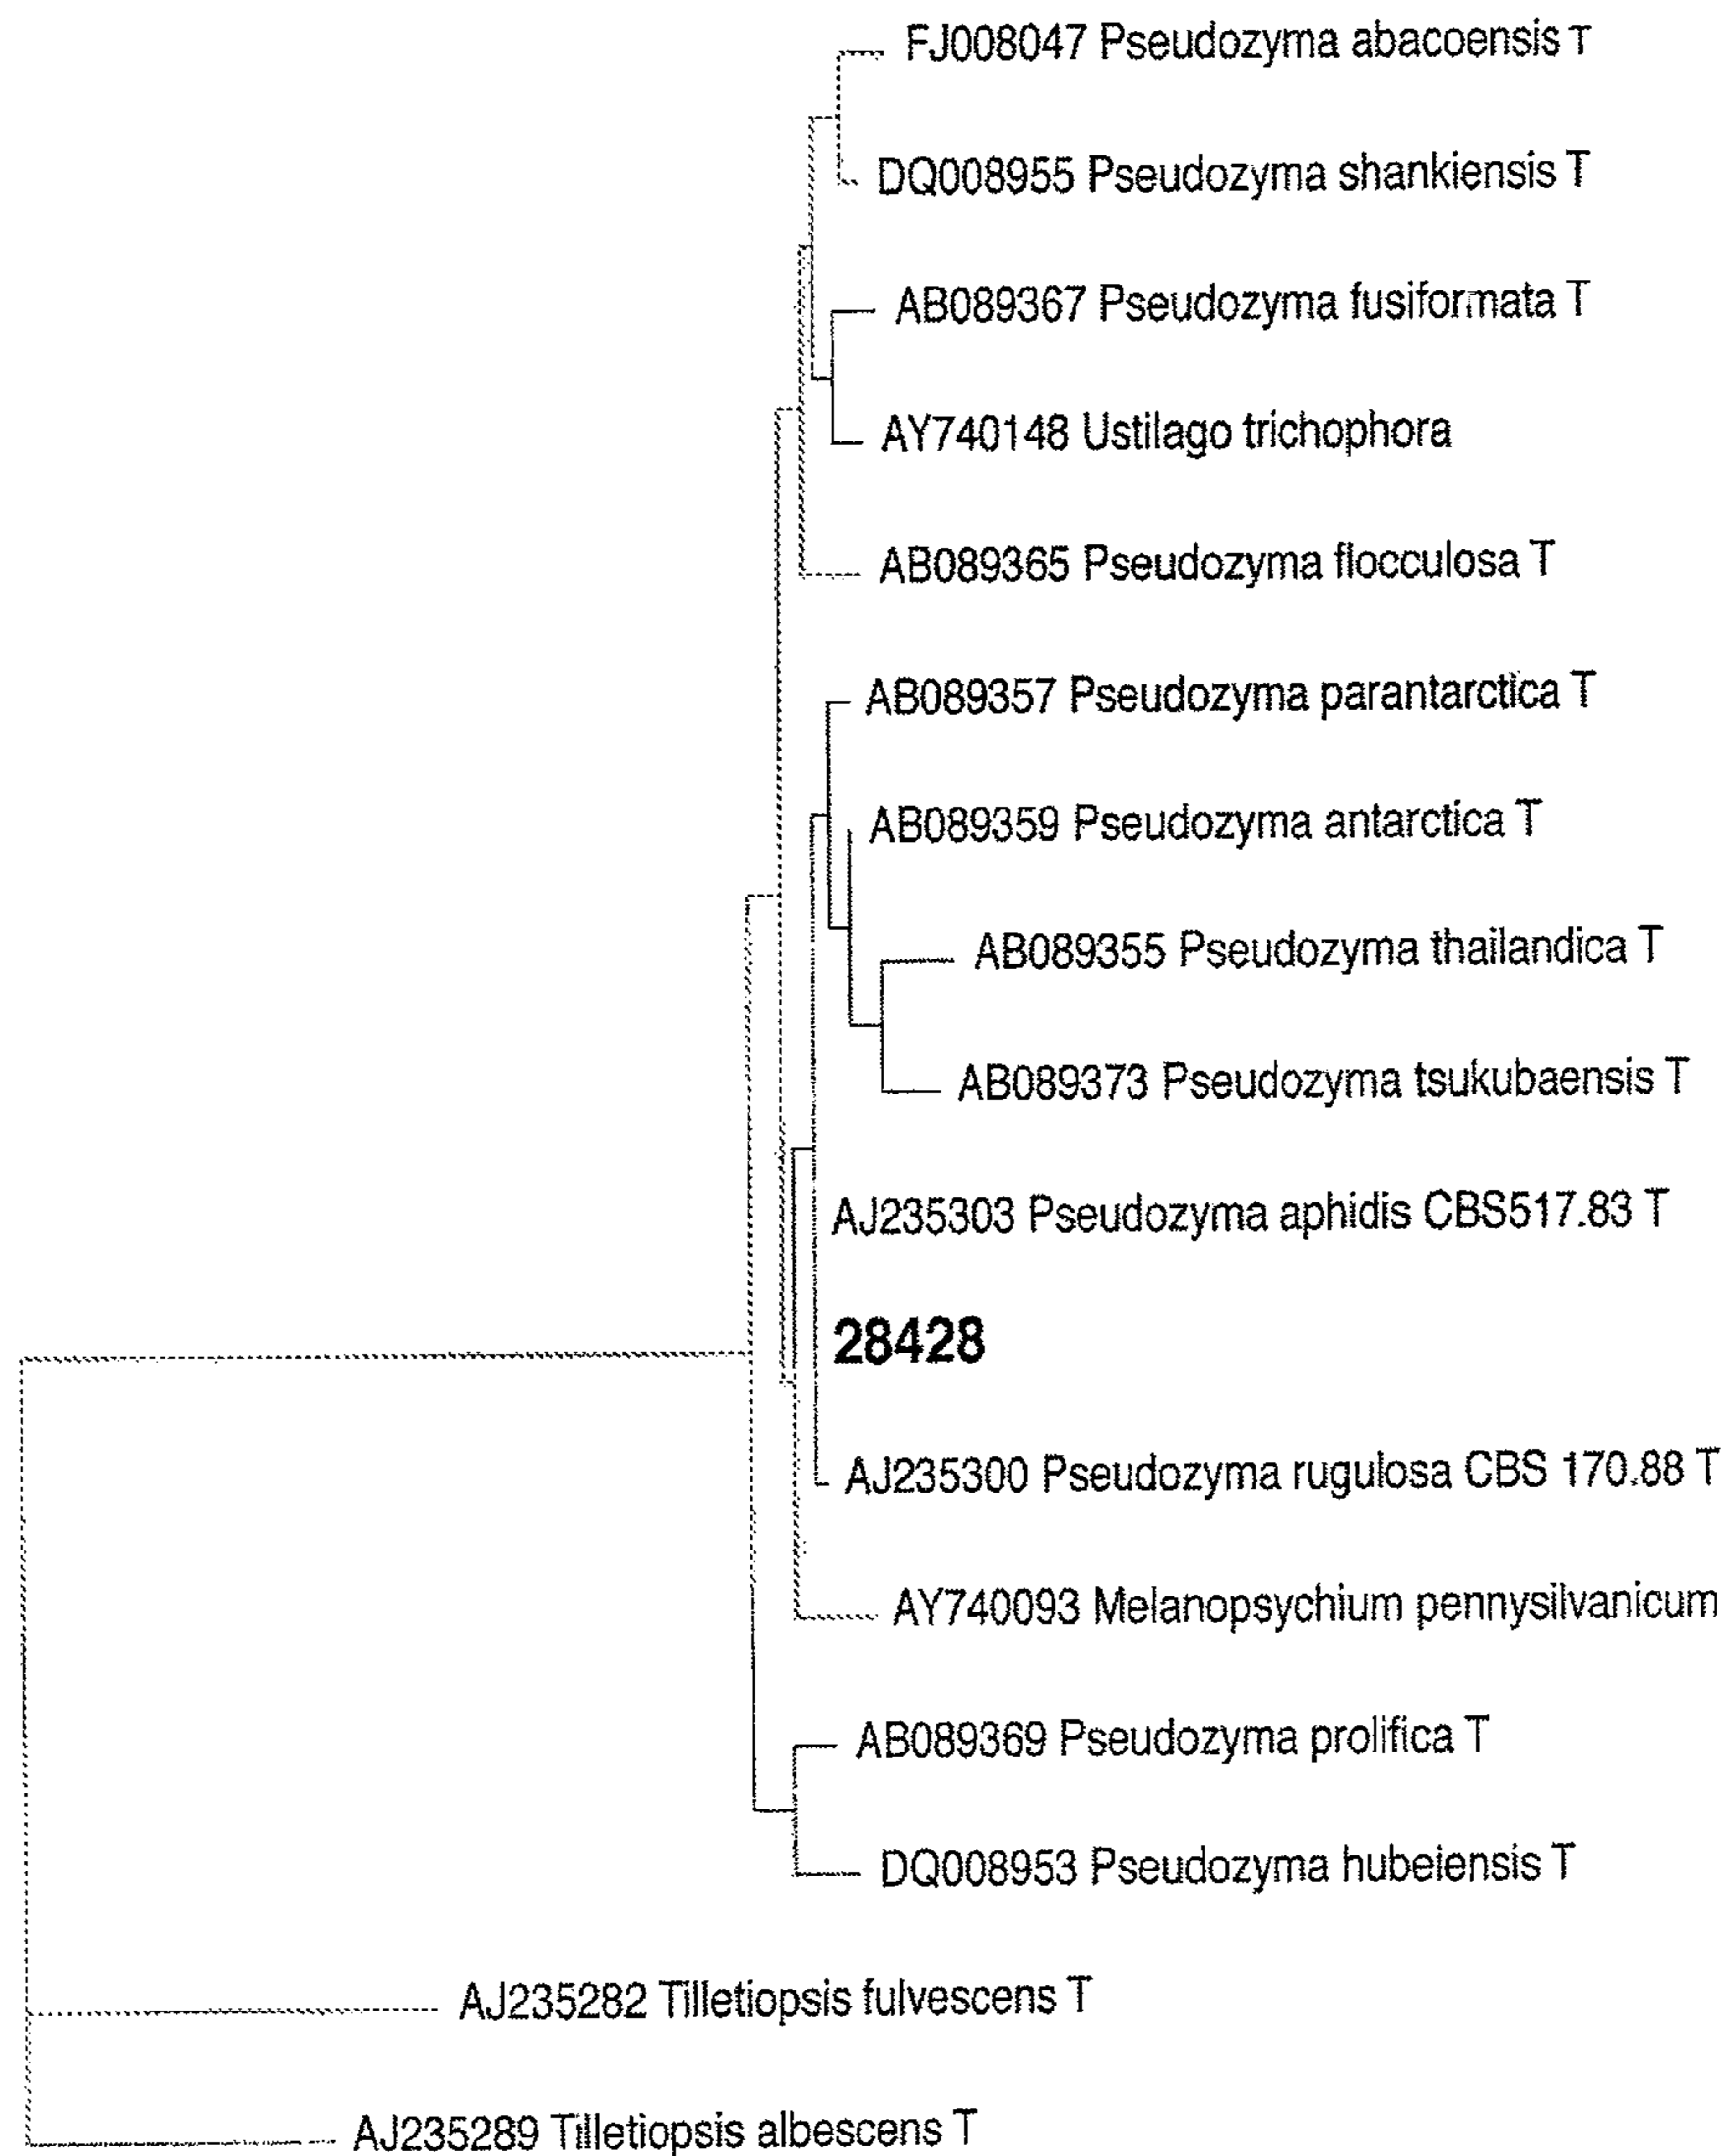 FJ008047 Pseudozyma abacoensis T
DQ008955 Pseudozyma shankiensis T
AB089367 Pseudozyma fusiformata T
AY740148 Ustilago trichophora
AB089365 Pseudozyma flocculosa T
AB089357 Pseudozyma parantarctica T
AB089359 Pseudozyma antarctica T
AB089355 Pseudozyma thailandica T
AB089373 Pseudozyma tsukubaensis T
AJ235303 Pseudozyma aphidis CBS517.83 T
28428
AJ235300 Pseudozyma rugulosa CBS 170.88 T
AY740093 Melanopsychium pennysilvanicum
AB089369 Pseudozyma prolifica T
DQ008953 Pseudozyma hubeiensis T
AJ235282 Tilletiopsis fulvescens T
AJ235289 Tilletiopsis albescens T